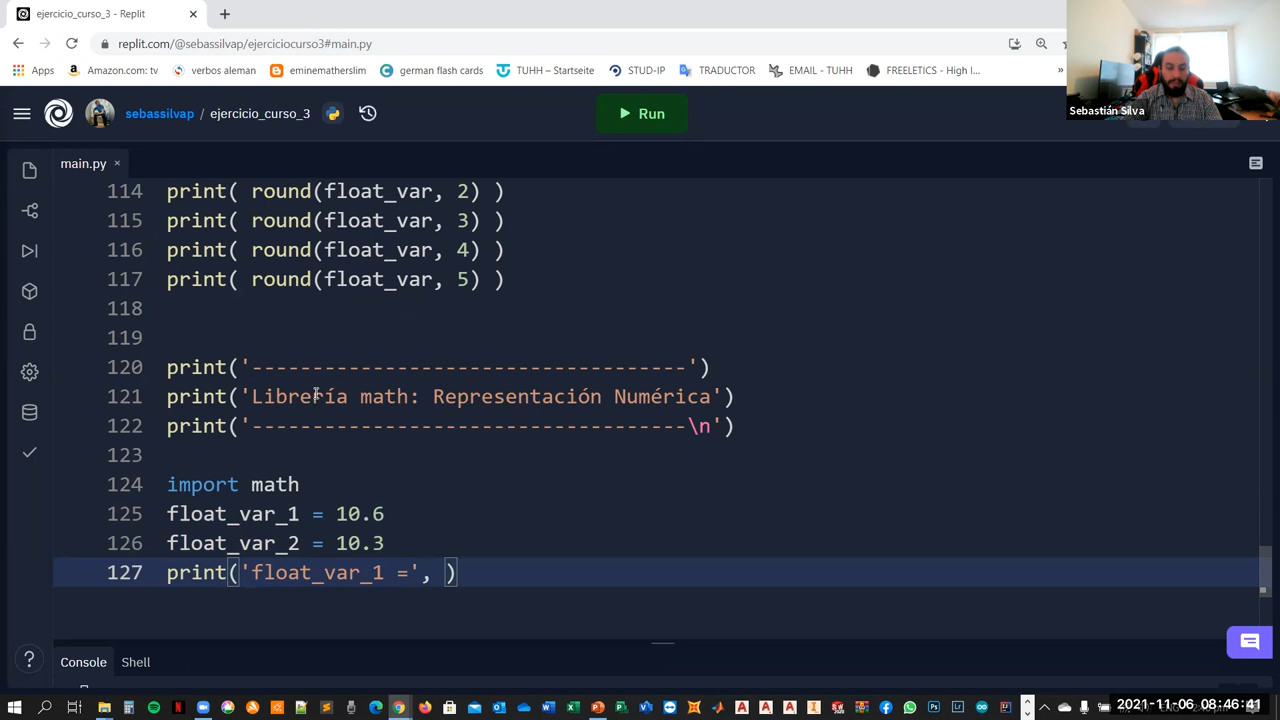 ejercicio_curso_3 - Replit
replit.com/@sebassilvap/ejerciciocurso3#main.py
Apps Amazon.com: tv verbos aleman eminemathers lim german flash cards TUHH – Startseite STUD-IP TRADUCTOR EMAIL - TUHH FREELETICS - High I... »
Sebastián Silva
sebassilvap / ejercicio_curso_3
Run
main.py
114 print( round(float_var, 2) )
115 print( round(float_var, 3) )
116 print( round(float_var, 4) )
117 print( round(float_var, 5) )
118
119
120 print('------------------------------------')
121 print('Librería math: Representación Numérica')
122 print('------------------------------------\n')
123
124 import math
125 float_var_1 = 10.6
126 float_var_2 = 10.3
127 print('float_var_1 =', )
Console Shell
2021-11-06 08:46:41